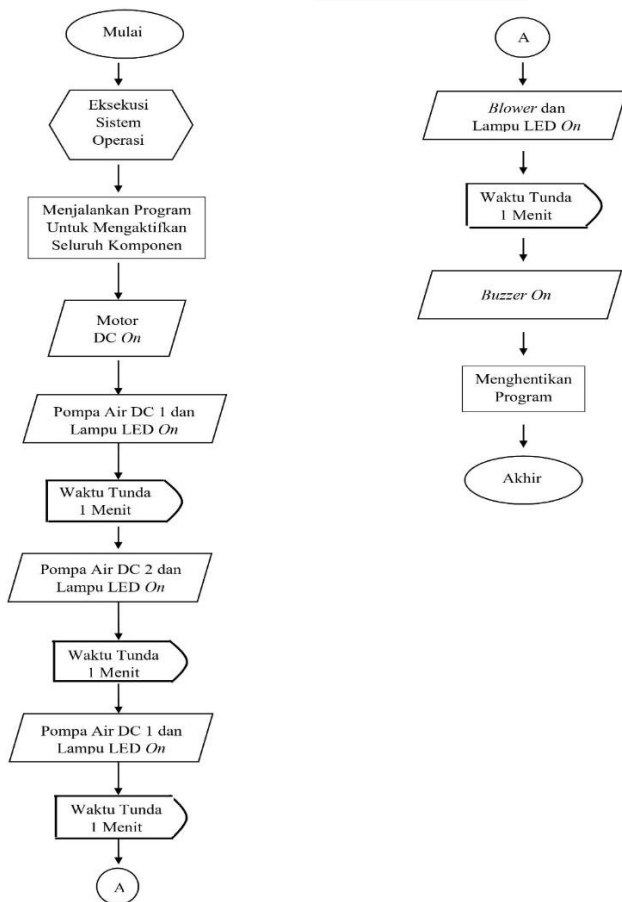 Mulai
Eksekusi
Sistem
Operasi
Menjalankan Program
Untuk Mengaktifkan
Seluruh Komponen
Motor
DC On
Pompa Air DC 1 dan
Lampu LED On
Waktu Tunda
1 Menit
Pompa Air DC 2 dan
Lampu LED On
Waktu Tunda
1 Menit
Pompa Air DC 1 dan
Lampu LED On
Waktu Tunda
1 Menit
A
A
Blower dan
Lampu LED On
Waktu Tunda
1 Menit
Buzzer On
Menghentikan
Program
Akhir